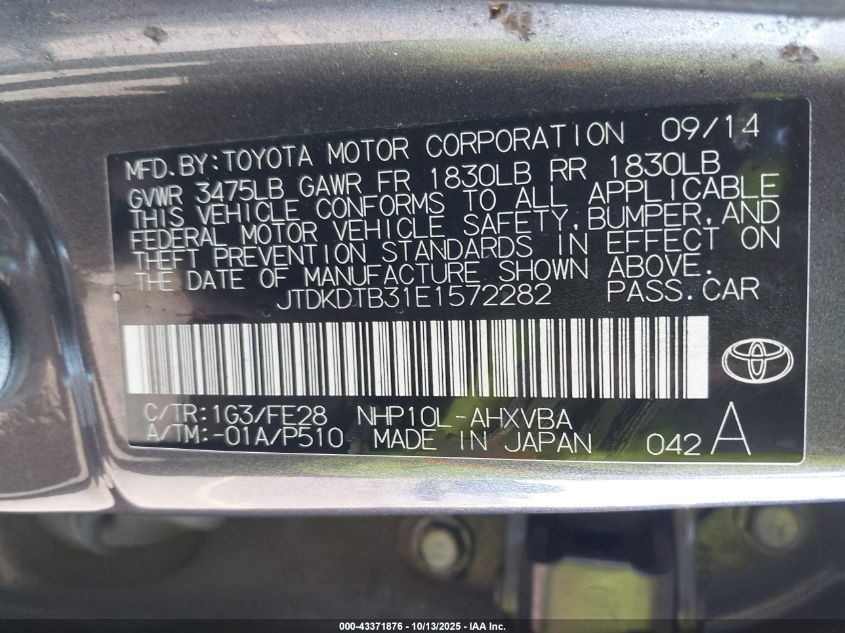 MFD.BY:TOYOTA MOTOR CORPORATION 09/14
GVWR 3475LB GAWR FR 1830LB RR 1830LB
THIS VEHICLE CONFORMS TO ALL APPLICABLE
FEDERAL MOTOR VEHICLE SAFETY,BUMPER,AND
THEFT PREVENTION STANDARDS IN EFFECT ON
THE DATE OF MANUFACTURE SHOWN ABOVE.
JTDKDTB31E1572282 PASS.CAR
C/TR:1G3/FE28 NHP10L-AHXVBA
A/TM:-01A/P510 MADE IN JAPAN 042 A
000-43371876 - 10/13/2025 - IAA Inc.